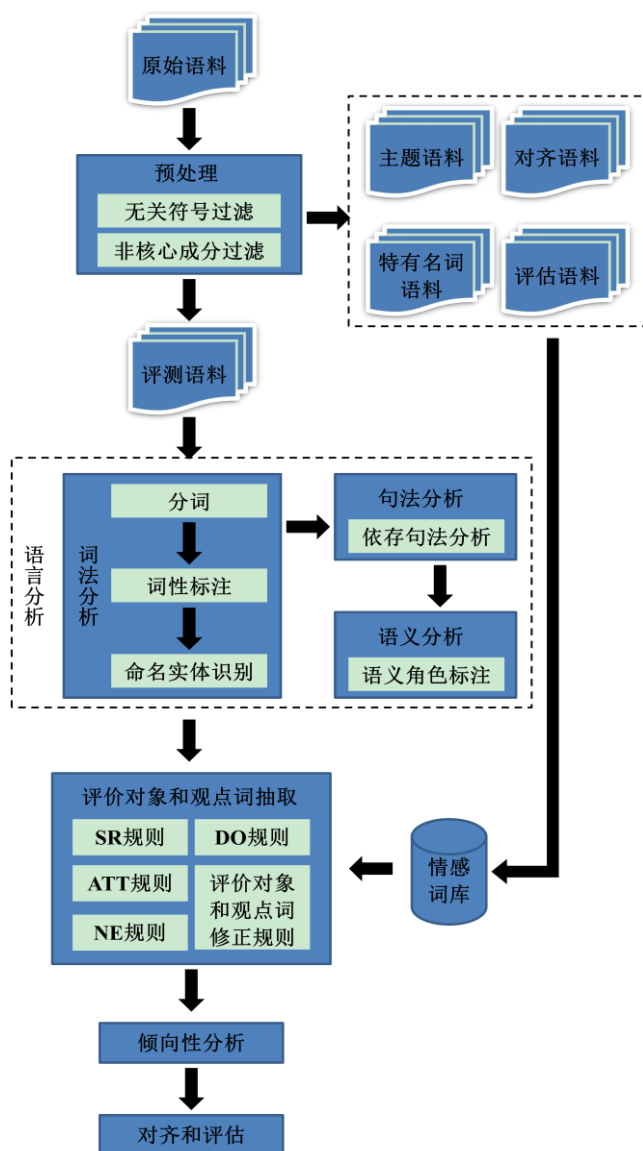 原始语料
预处理
无关符号过滤
非核心成分过滤
主题语料
对齐语料
特有名词
语料
评估语料
评测语料
语言分析
词法分析
分词
词性标注
命名实体识别
句法分析
依存句法分析
语义分析
语义角色标注
评价对象和观点词抽取
SR规则
DO规则
ATT规则
NE规则
评价对象
和观点词
修正规则
情感
词库
倾向性分析
对齐和评估